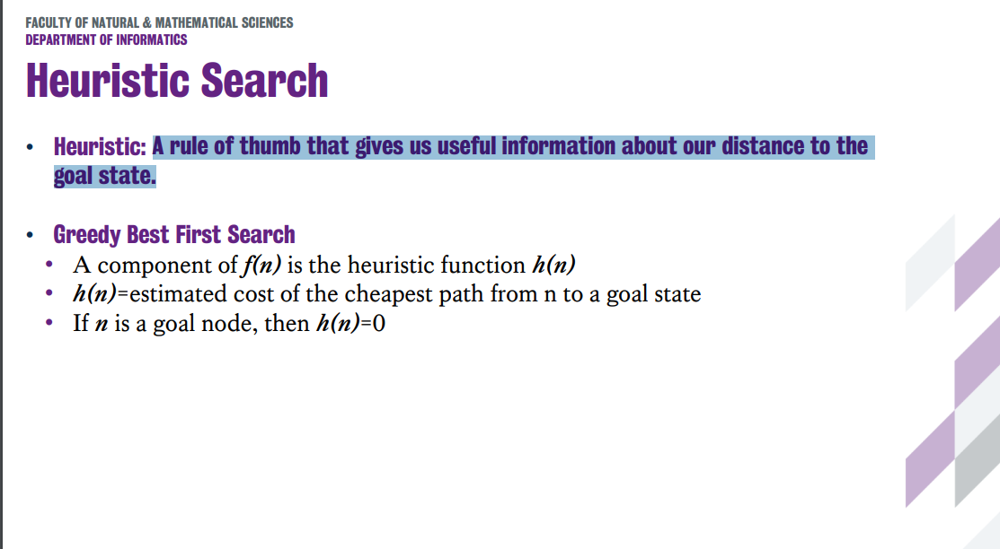 FACULTY OF NATURAL & MATHEMATICAL SCIENCES
DEPARTMENT OF INFORMATICS
Heuristic Search
• Heuristic: A rule of thumb that gives us useful information about our distance to the
goal state.
• Greedy Best First Search
• A component of f(n) is the heuristic function h(n)
• h(n)=estimated cost of the cheapest path from n to a goal state
• If n is a goal node, then h(n)=0